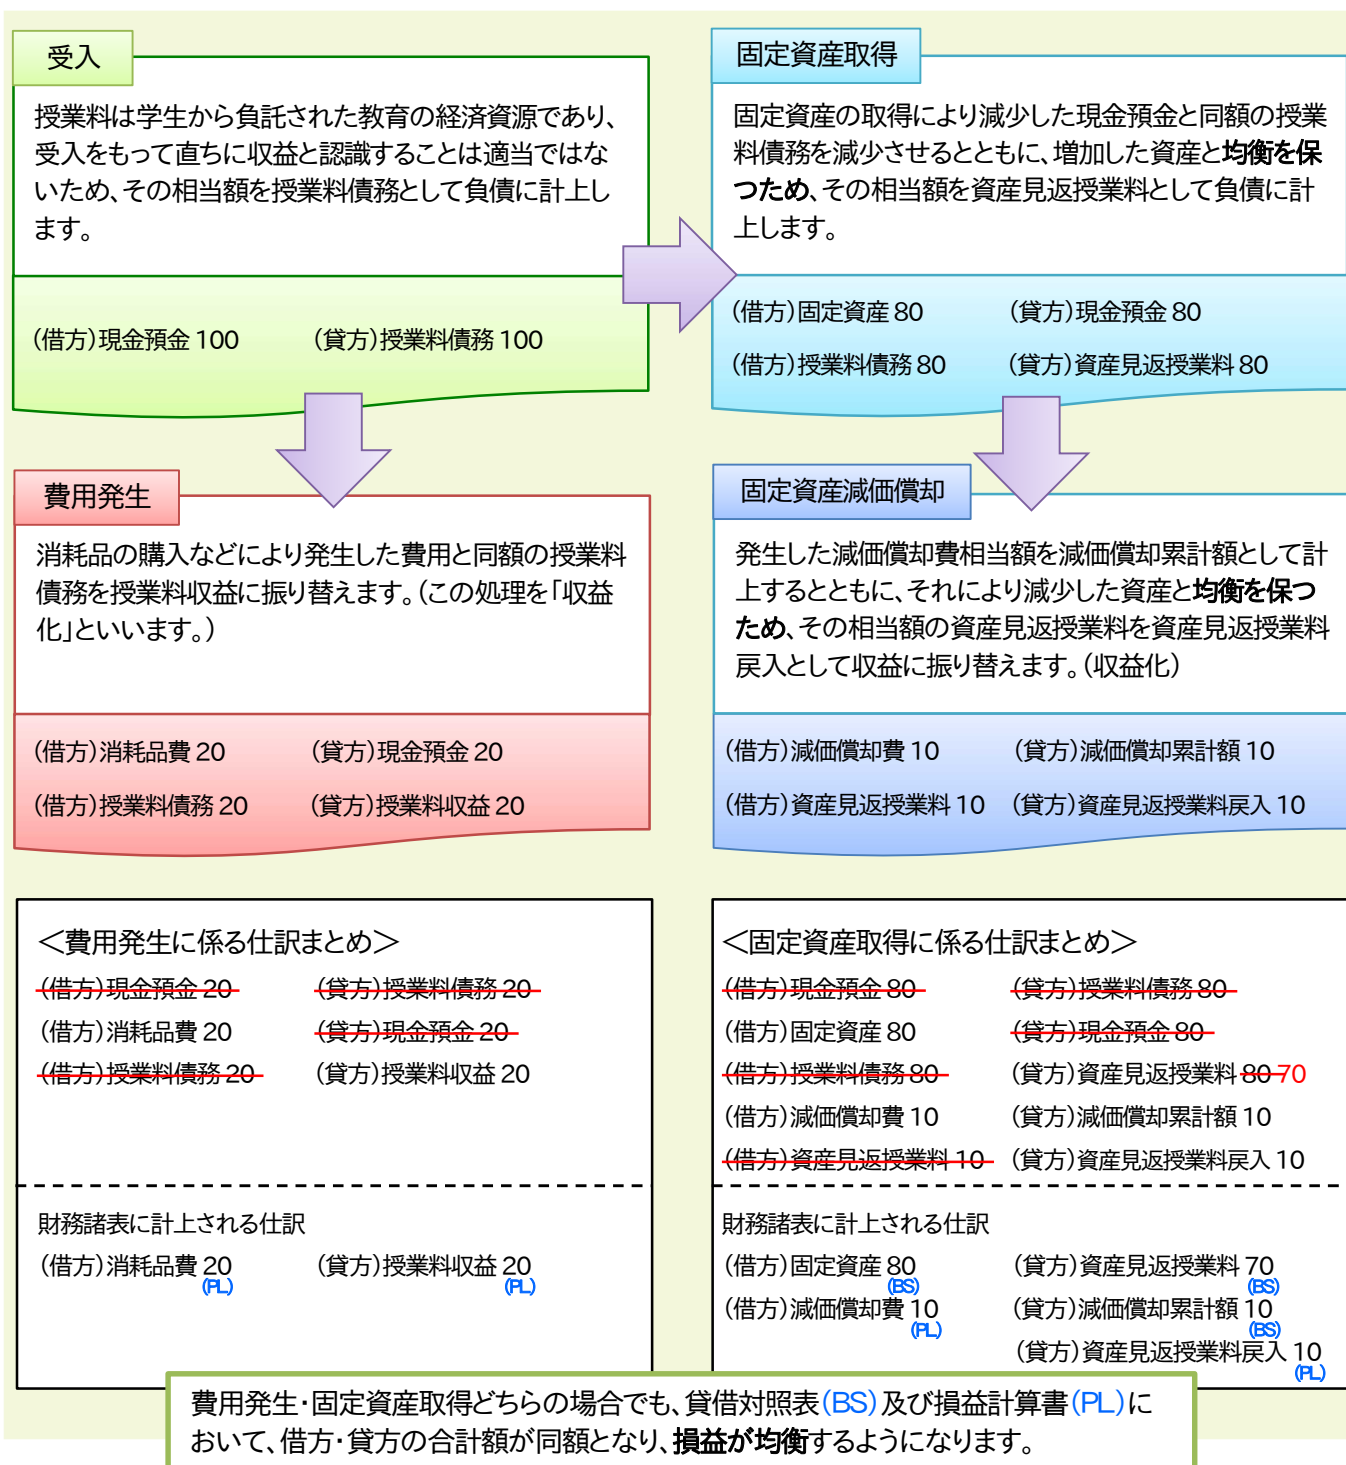 受入
授業料は学生から負託された教育の経済資源であり、
受入をもって直ちに収益と認識することは適当ではな
いため、その相当額を授業料債務として負債に計上し
ます。
(借方)現金預金 100 (貸方)授業料債務 100
固定資産取得
固定資産の取得により減少した現金預金と同額の授業
料債務を減少させるとともに、増加した資産と均衡を保
つため、その相当額を資産見返授業料として負債に計
上します。
(借方)固定資産 80 (貸方)現金預金 80
(借方)授業料債務 80 (貸方)資産見返授業料 80
費用発生
消耗品の購入などにより発生した費用と同額の授業料
債務を授業料収益に振り替えます。(この処理を「収益
化」といいます。)
(借方)消耗品費 20 (貸方)現金預金 20
(借方)授業料債務 20 (貸方)授業料収益 20
固定資産減価償却
発生した減価償却費相当額を減価償却累計額として計
上するとともに、それにより減少した資産と均衡を保つ
ため、その相当額の資産見返授業料を資産見返授業料
戻入として収益に振り替えます。(収益化)
(借方)減価償却費 10 (貸方)減価償却累計額 10
(借方)資産見返授業料 10 (貸方)資産見返授業料戻入 10
<費用発生に係る仕訳まとめ>
(借方)現金預金 20 (貸方)授業料債務 20
(借方)消耗品費 20 (貸方)現金預金 20
(借方)授業料債務 20 (貸方)授業料収益 20
財務諸表に計上される仕訳
(借方)消耗品費 20 (貸方)授業料収益 20
(PL) (PL)
<固定資産取得に係る仕訳まとめ>
(借方)現金預金 80 (貸方)授業料債務 80
(借方)固定資産 80 (貸方)現金預金 80
(借方)授業料債務 80 (貸方)資産見返授業料 80 70
(借方)減価償却費 10 (貸方)減価償却累計額 10
(借方)資産見返授業料 10 (貸方)資産見返授業料戻入 10
財務諸表に計上される仕訳
(借方)固定資産 80 (貸方)資産見返授業料 70
(BS) (BS)
(借方)減価償却費 10 (貸方)減価償却累計額 10
(PL) (BS)
(貸方)資産見返授業料戻入 10
(PL)
費用発生・固定資産取得どちらの場合でも、貸借対照表(BS)及び損益計算書(PL)に
おいて、借方・貸方の合計額が同額となり、損益が均衡するようになります。